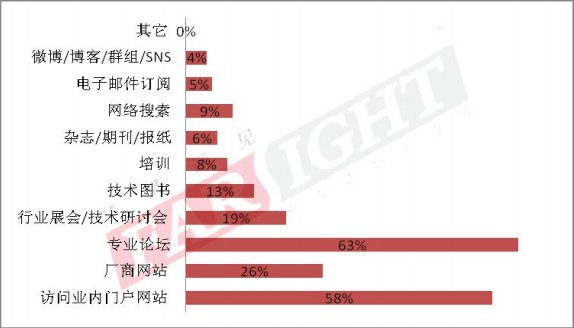 其它 0%
微博/博客/群组/SNS 4%
电子邮件订阅 5%
网络搜索 9%
杂志/期刊/报纸 6%
培训 8%
技术图书 13%
行业展会/技术研讨会 19%
专业论坛 63%
厂商网站 26%
访问业内门户网站 58%
FARSIGHT